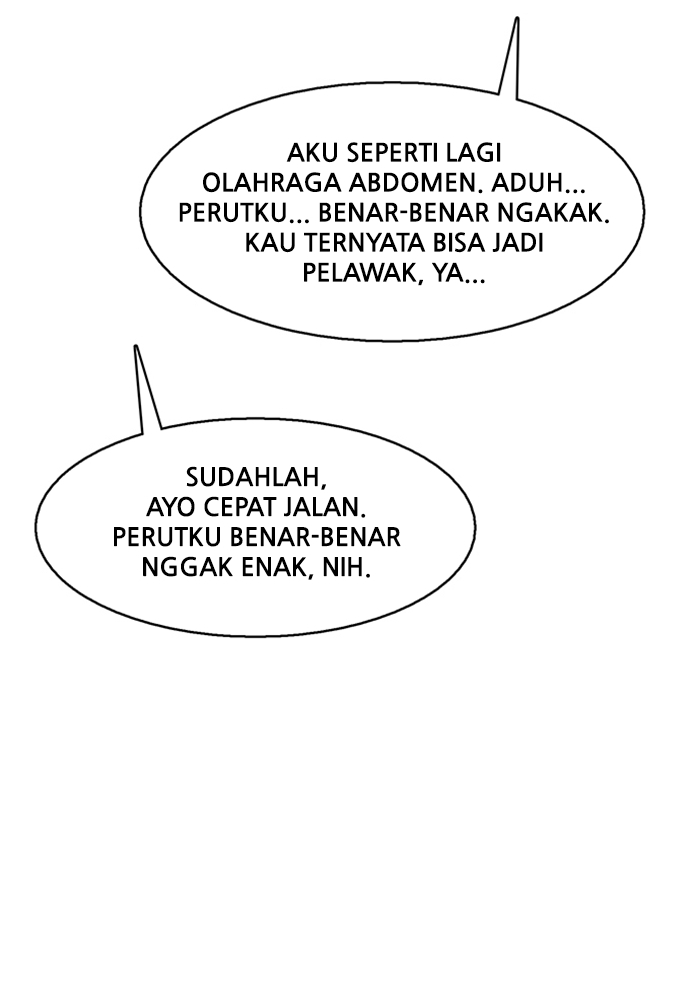 AKU SEPERTI LAGI
OLAHRAGA ABDOMEN. ADUH...
PERUTKU... BENAR-BENAR NGAKAK.
KAU TERNYATA BISA JADI
PELAWAK, YA...
SUDAHLAH,
AYO CEPAT JALAN.
PERUTKU BENAR-BENAR
NGGAK ENAK, NIH.